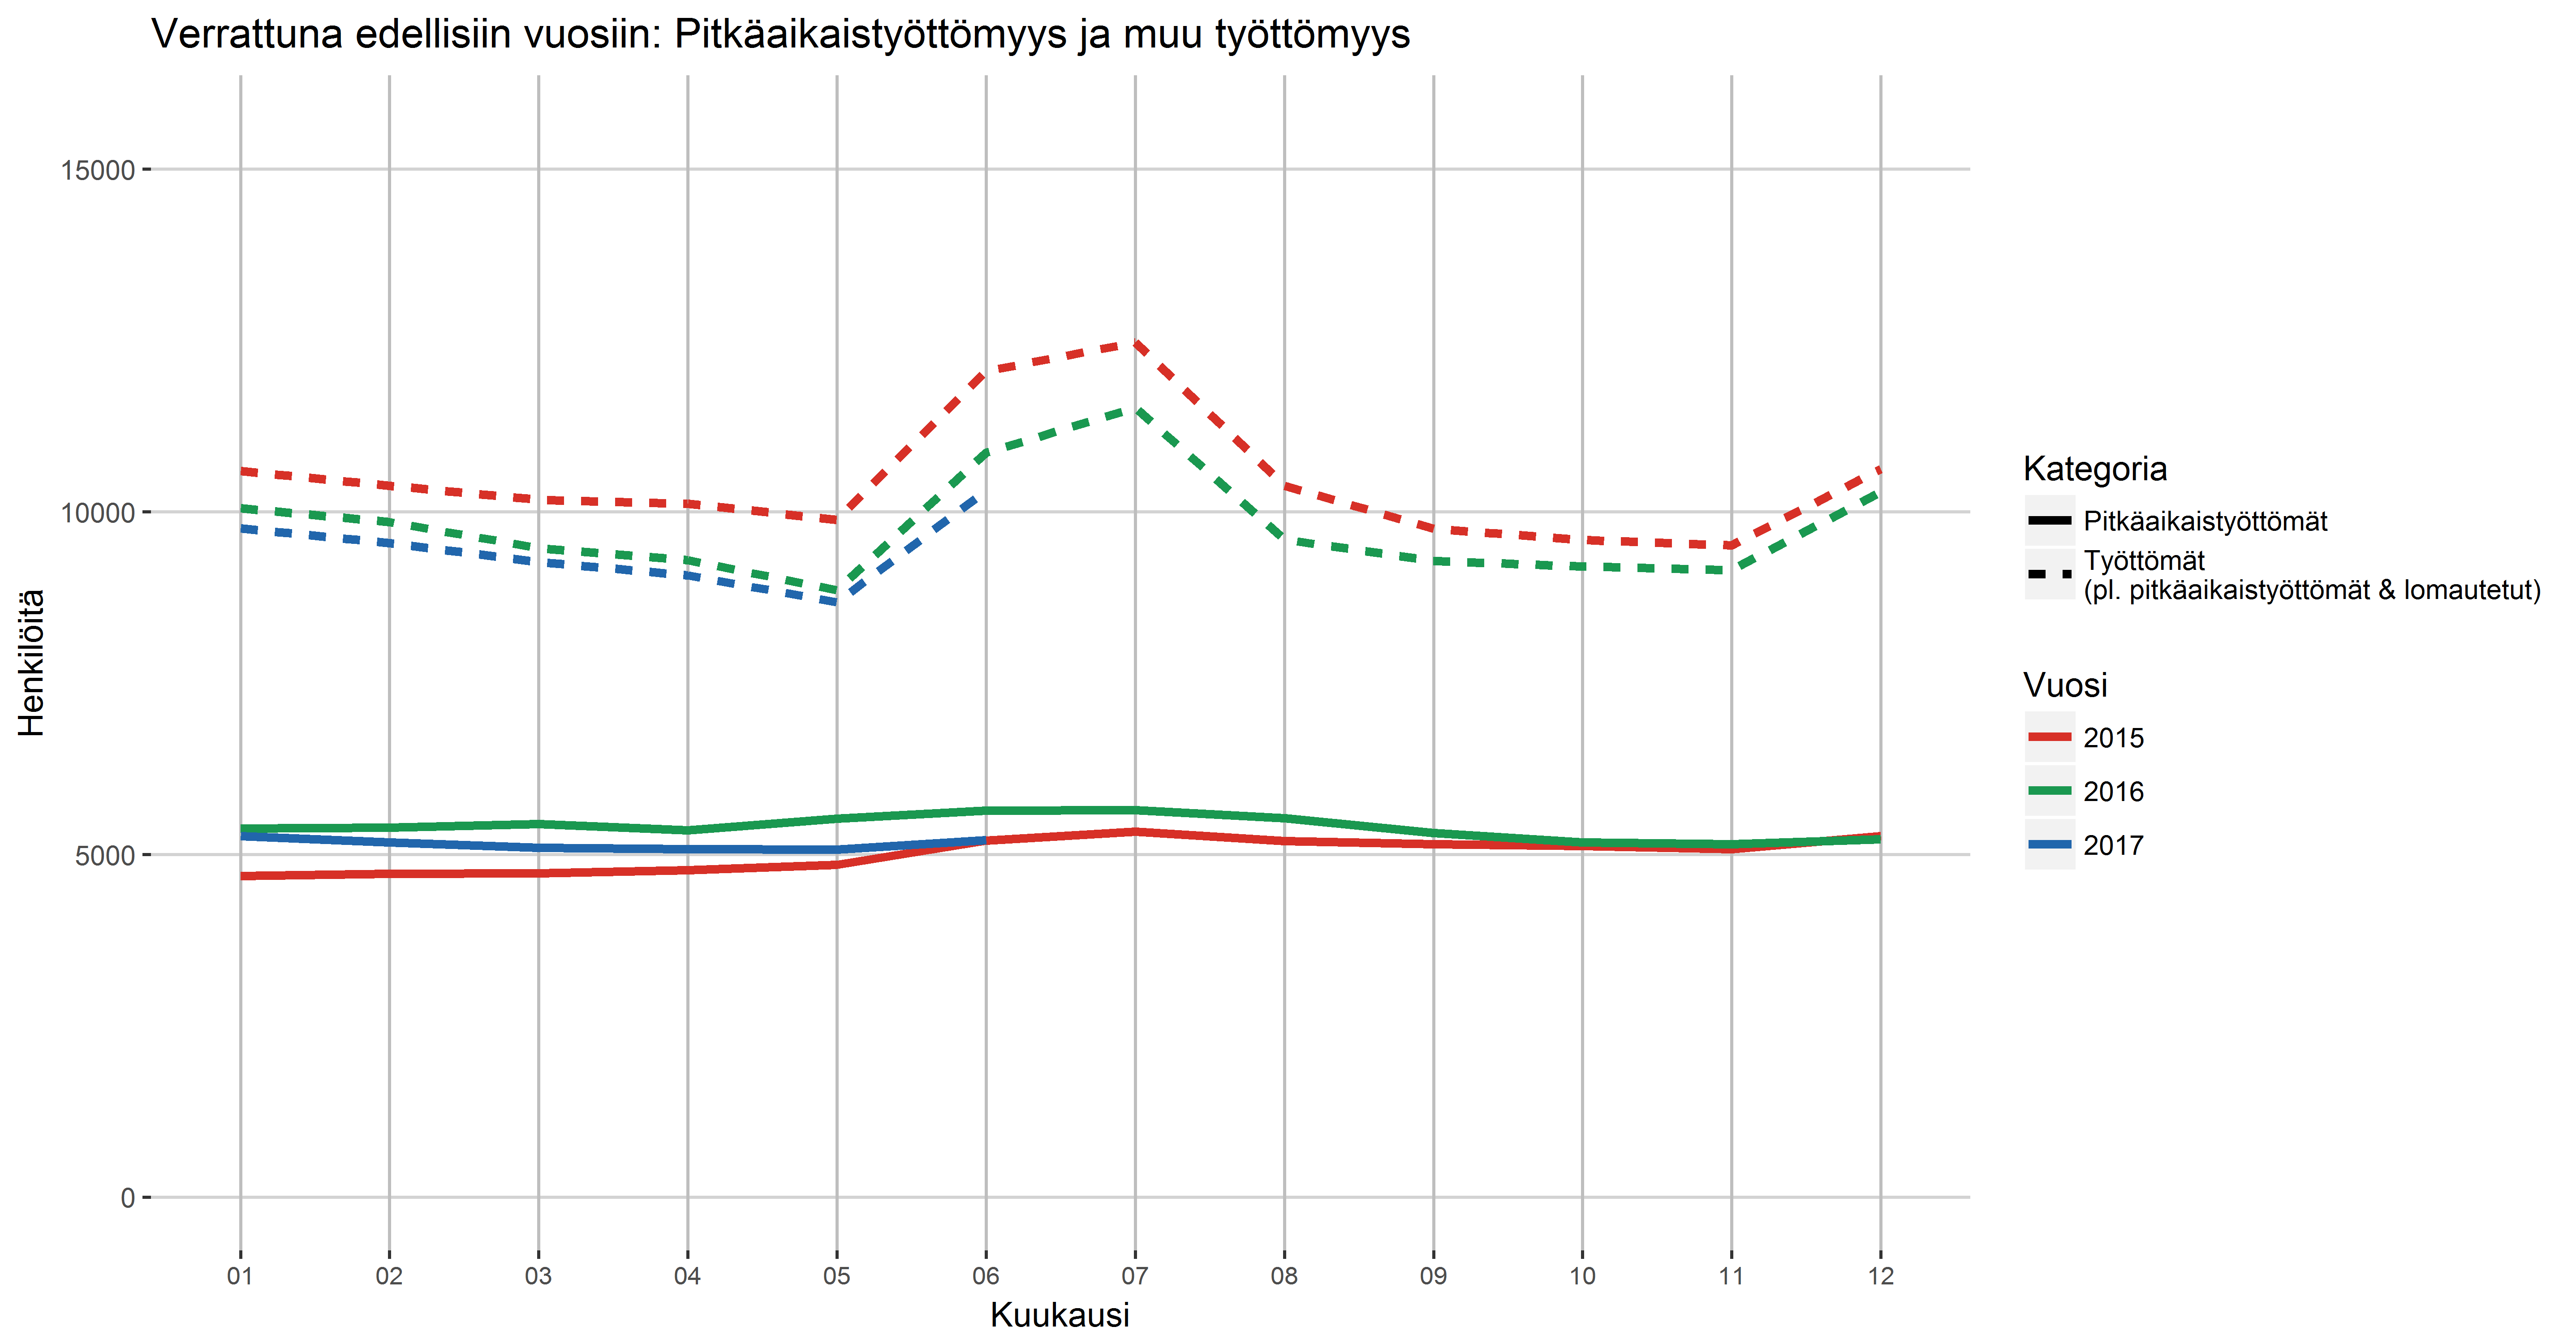 Verrattuna edellisiin vuosiin: Pitkäaikaistyöttömyys ja muu työttömyys
Henkilöitä
15000
10000
5000
0
01 02 03 04 05 06 07 08 09 10 11 12
Kuukausi
Kategoria
Pitkäaikaistyöttömät
Työttömät
(pl. pitkäaikaistyöttömät & lomautetut)
Vuosi
2015
2016
2017